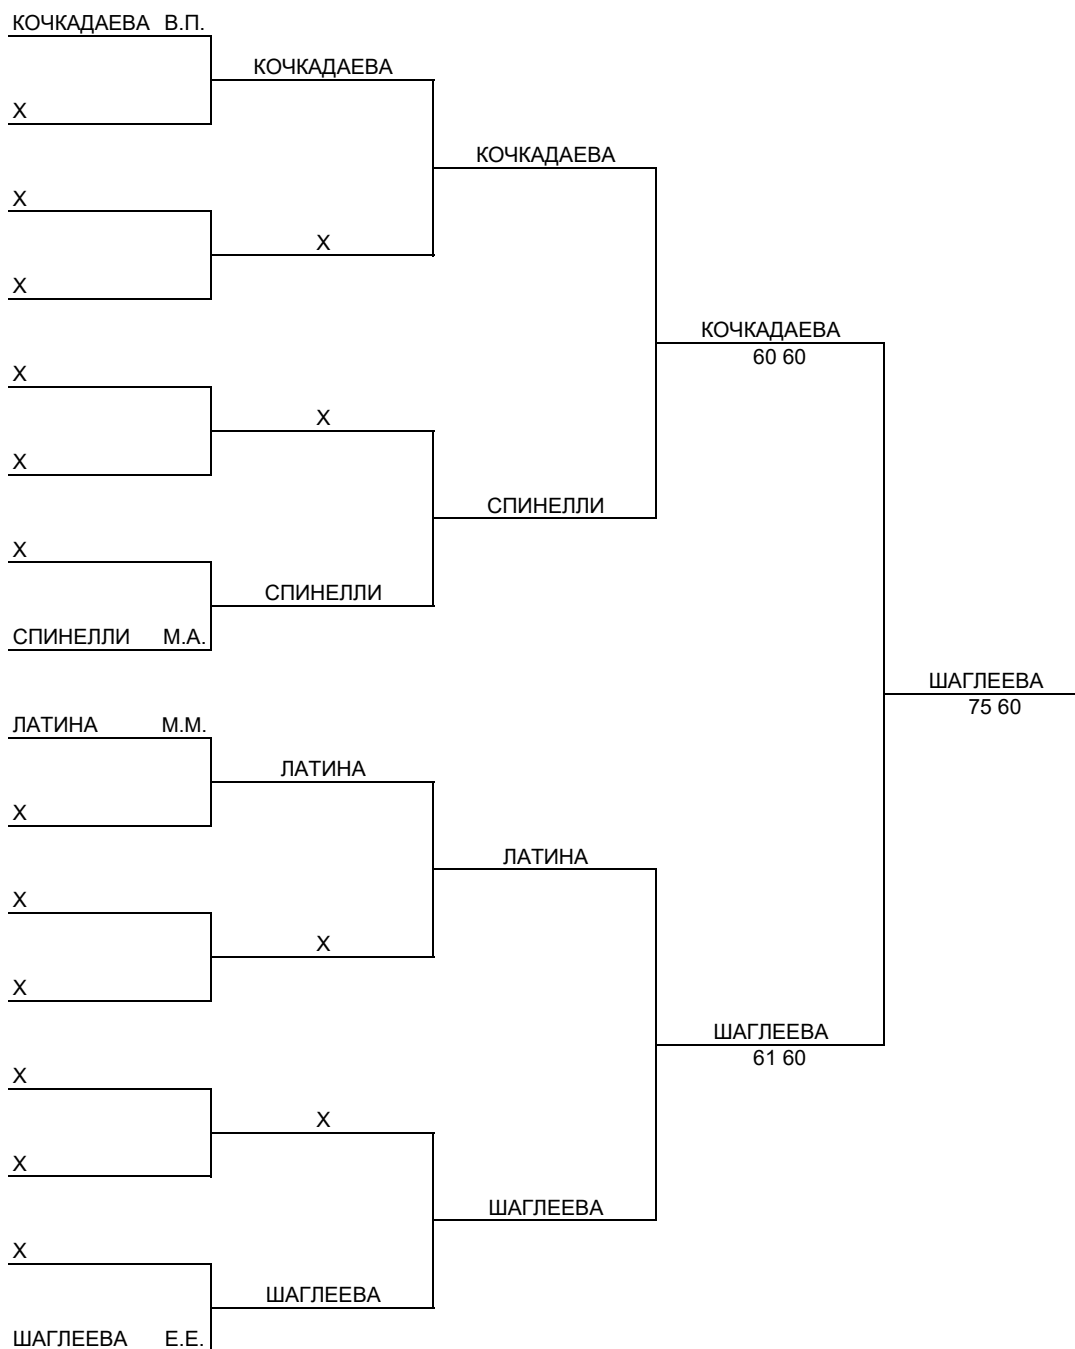 КОЧКАДАЕВА В.П.
КОЧКАДАЕВА
Х
КОЧКАДАЕВА
Х
Х
Х
КОЧКАДАЕВА
60 60
Х
Х
Х
СПИНЕЛЛИ
Х
СПИНЕЛЛИ
СПИНЕЛЛИ М.А.
ШАГЛЕЕВА
75 60
ЛАТИНА М.М.
ЛАТИНА
Х
ЛАТИНА
Х
Х
Х
ШАГЛЕЕВА
61 60
Х
Х
Х
ШАГЛЕЕВА
Х
ШАГЛЕЕВА
ШАГЛЕЕВА Е.Е.